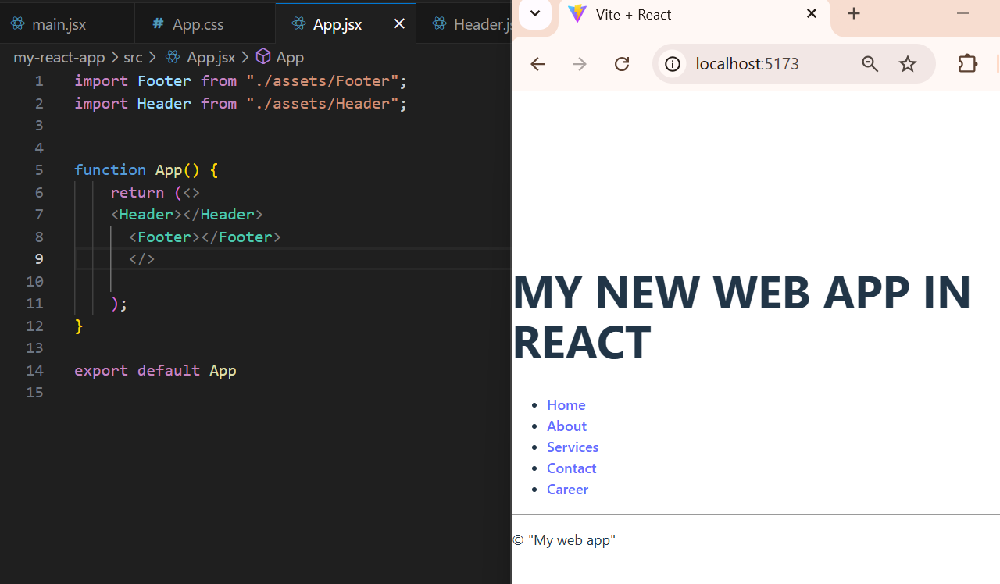 main.jsx
# App.css
App.jsx
Header.js
my-react-app > src > App.jsx > App
1 import Footer from "./assets/Footer";
2 import Header from "./assets/Header";
3
4
5 function App() {
6 return (<>
7 <Header></Header>
8 <Footer></Footer>
9 </>
10
11 );
12 }
13
14 export default App
15
Vite + React
localhost:5173
MY NEW WEB APP IN
REACT
• Home
• About
• Services
• Contact
• Career
© "My web app"